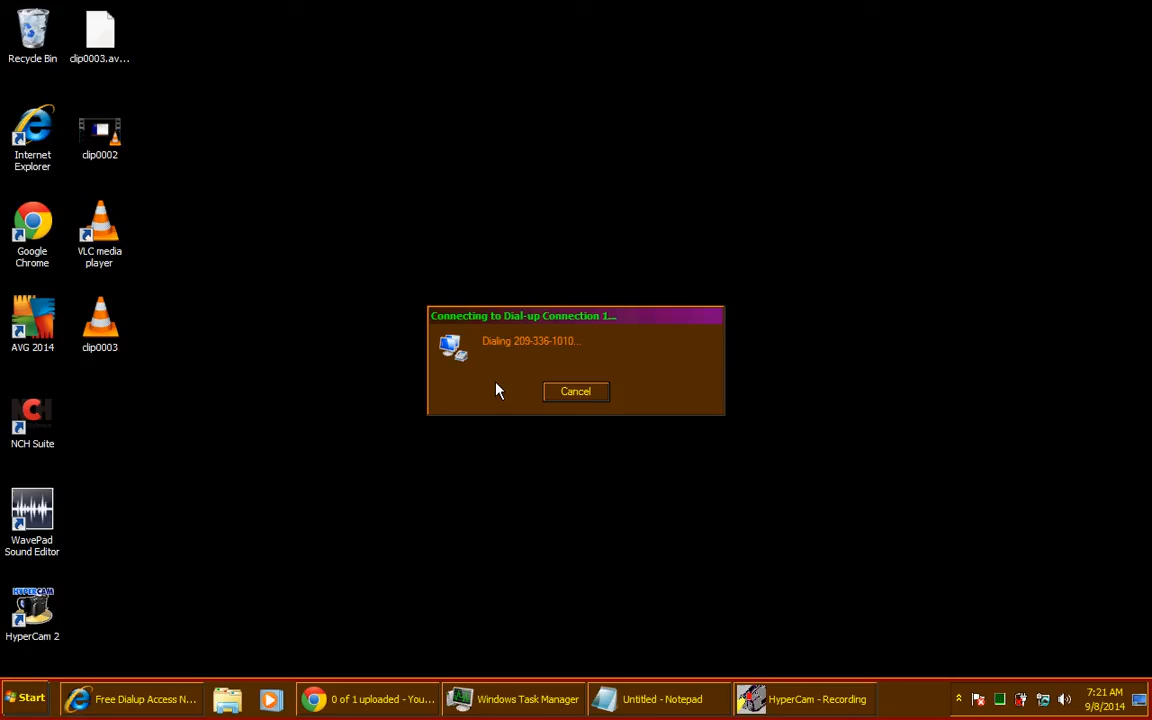 Recycle Bin
clip0003.av...
Internet
Explorer
clip0002
Google
Chrome
VLC media
player
AVG 2014
clip0003
NCH Suite
WavePad
Sound Editor
HYPERCAM
HyperCam 2
Connecting to Dial-up Connection 1...
Dialing 209-336-1010...
Cancel
Start
Free Dialup Access N...
0 of 1 uploaded - You...
Windows Task Manager
Untitled - Notepad
HyperCam - Recording
7:21 AM
9/8/2014